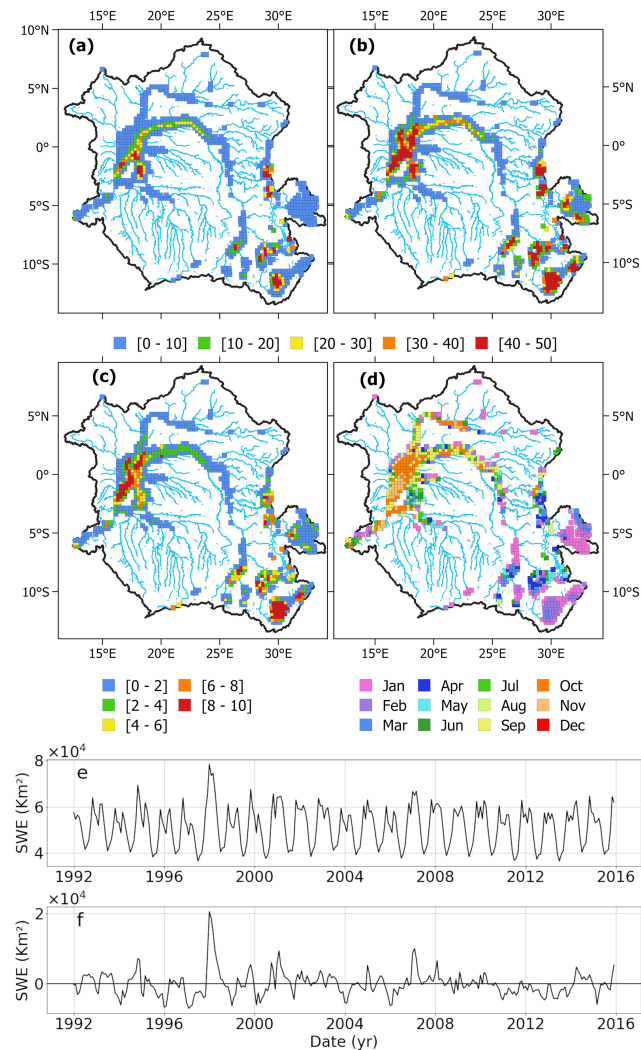 15°E 20°E 25°E 30°E 15°E 20°E 25°E 30°E
10°N
(a) (b)
5°N 5°N
0° 0°
5°S 5°S
10°S 10°S
[0 - 10] [10 - 20] [20 - 30] [30 - 40] [40 - 50]
(c) (d)
5°N 5°N
0° 0°
5°S 5°S
10°S 10°S
15°E 20°E 25°E 30°E 15°E 20°E 25°E 30°E
[0 - 2] [6 - 8] Jan Apr Jul Oct
[2 - 4] [8 - 10] Feb May Aug Nov
[4 - 6] Mar Jun Sep Dec
×10⁴
8
e
6
4
SWE (Km²)
1992 1996 2000 2004 2008 2012 2016
×10⁴
f
2
0
SWE (Km²)
1992 1996 2000 2004 2008 2012 2016
Date (yr)